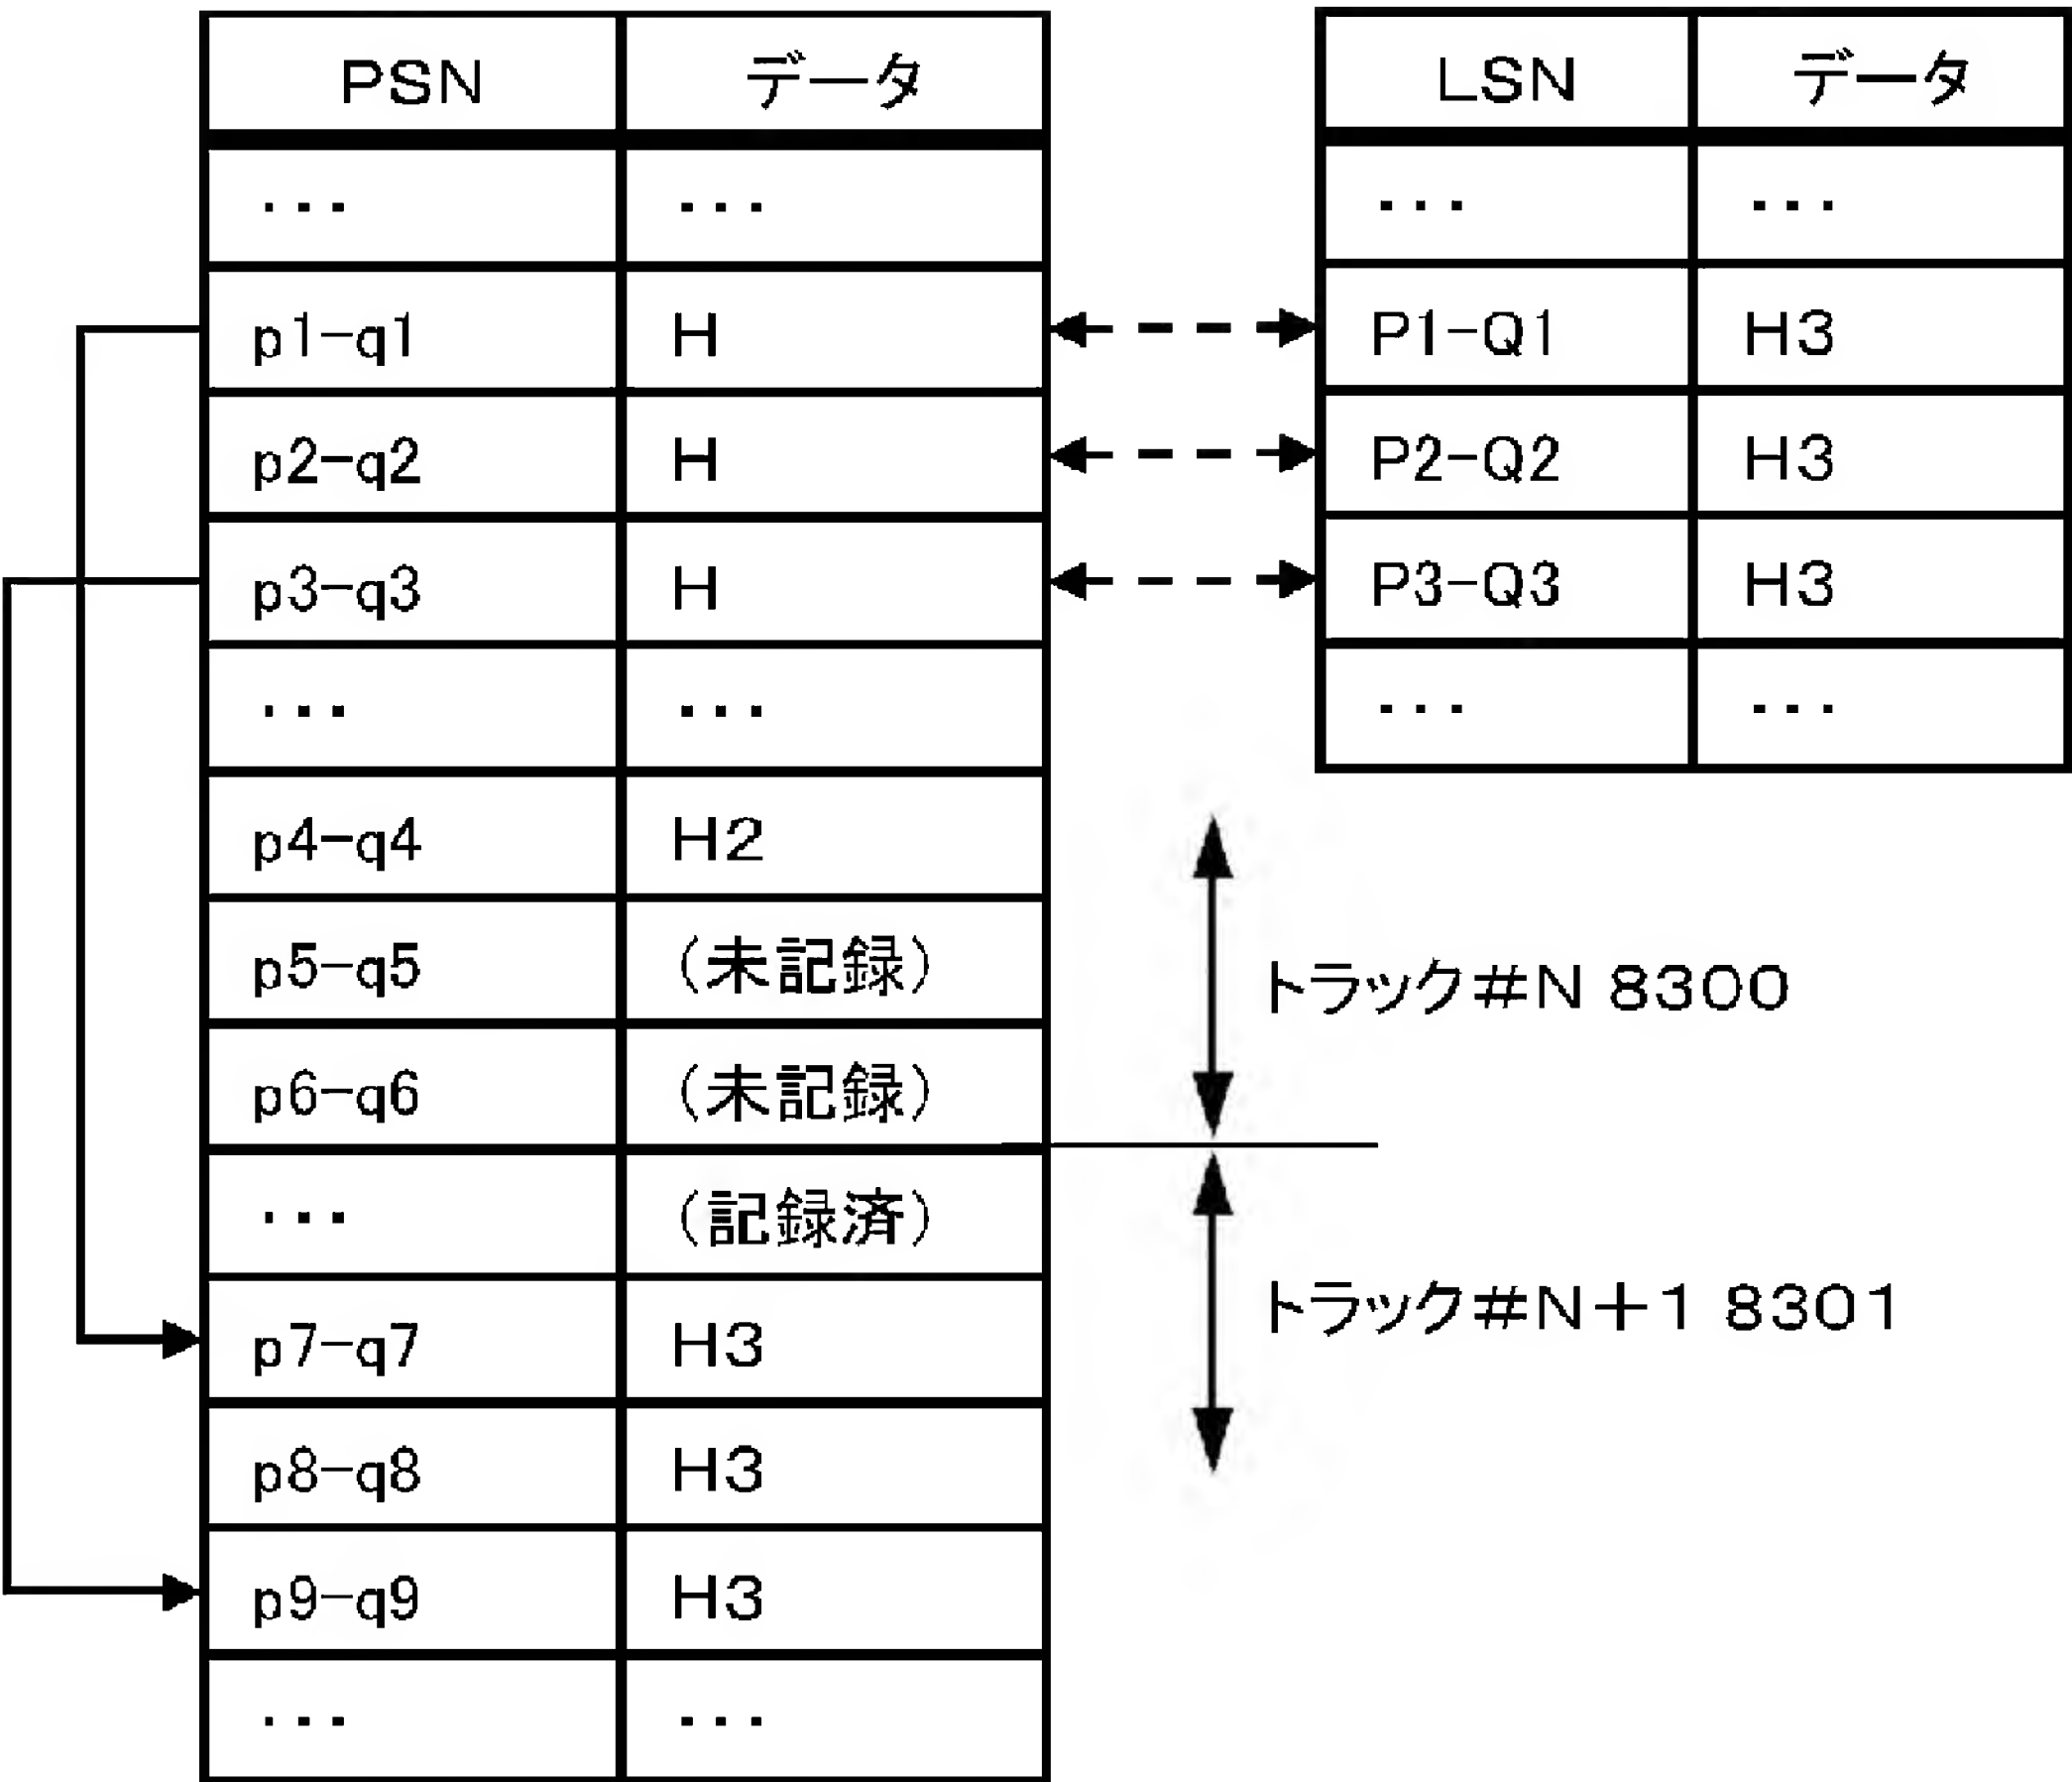 PSN データ
... ...
p1-q1 H
p2-q2 H
p3-q3 H
... ...
p4-q4 H2
p5-q5 (未記録)
p6-q6 (未記録)
... (記録済)
p7-q7 H3
p8-q8 H3
p9-q9 H3
... ...
LSN データ
... ...
P1-Q1 H3
P2-Q2 H3
P3-Q3 H3
... ...
トラック#N 8300
トラック#N+1 8301